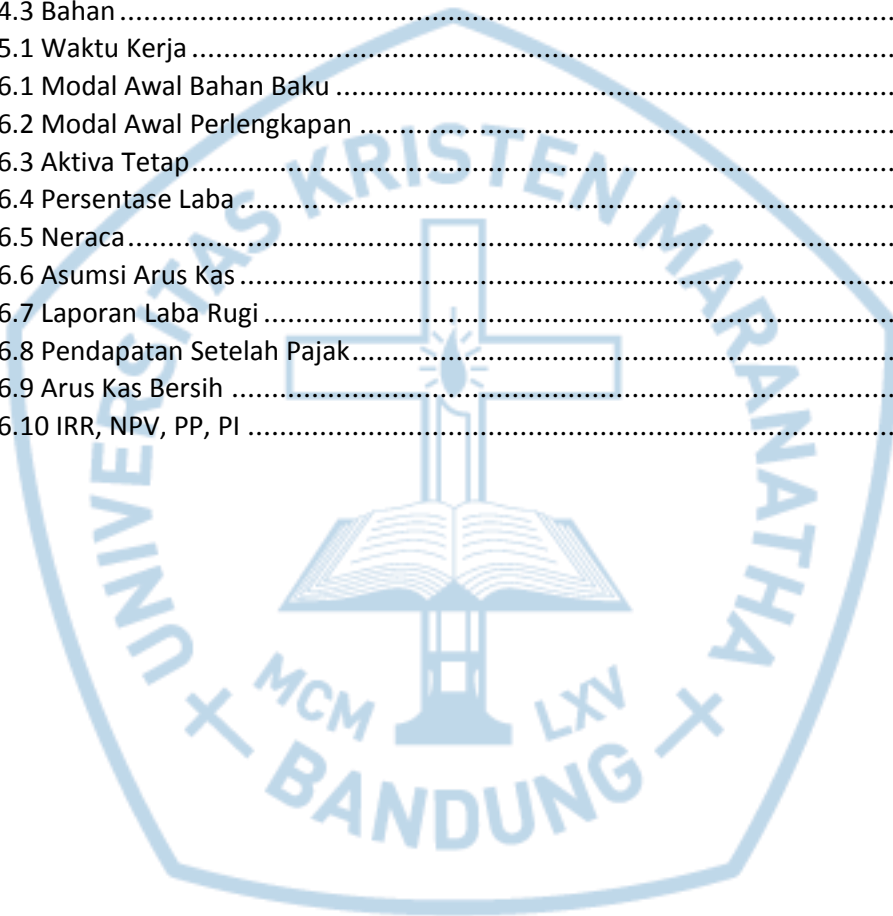 4.3 Bahan
5.1 Waktu Kerja
6.1 Modal Awal Bahan Baku
6.2 Modal Awal Perlengkapan
6.3 Aktiva Tetap
6.4 Persentase Laba
6.5 Neraca
6.6 Asumsi Arus Kas
6.7 Laporan Laba Rugi
6.8 Pendapatan Setelah Pajak
6.9 Arus Kas Bersih
6.10 IRR, NPV, PP, PI
UNIVERSITAS KRISTEN MARANATHA
MCM LXV
BANDUNG